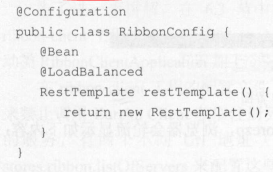 @Configuration
public class RibbonConfig {
@Bean
@LoadBalanced
RestTemplate restTemplate() {
return new RestTemplate();
}
}